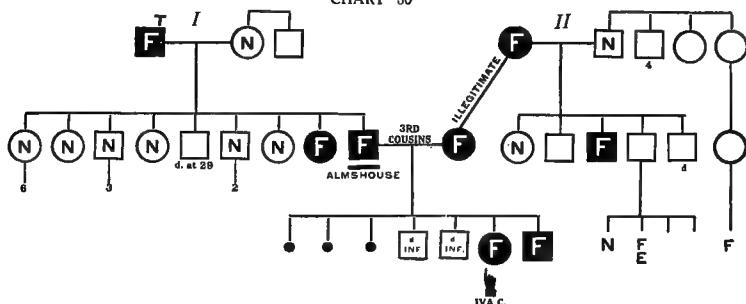 CHART 80
T I II
F N F N
4
ILLEGITIMATE
N N N N N N F F 3RD COUSINS F N F
d. at 29 d
6 3 2 ALMSHOUSE
d INF. d INF. F F N F E F
IVA C.